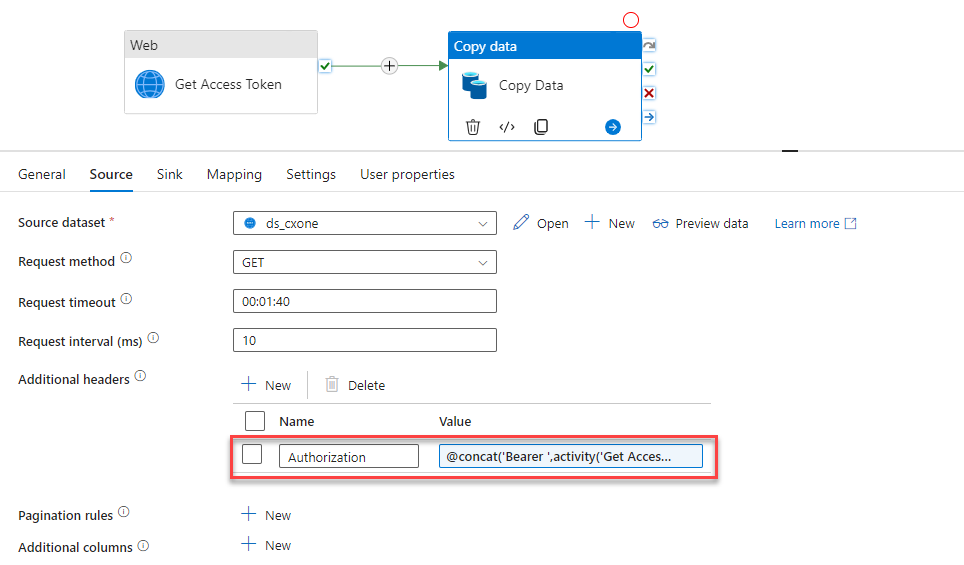 Web
Get Access Token
Copy data
Copy Data
General Source Sink Mapping Settings User properties
Source dataset * ds_cxone Open New Preview data Learn more
Request method GET
Request timeout 00:01:40
Request interval (ms) 10
Additional headers New Delete
Name Value
Authorization @concat('Bearer ',activity('Get Acces...
Pagination rules New
Additional columns New